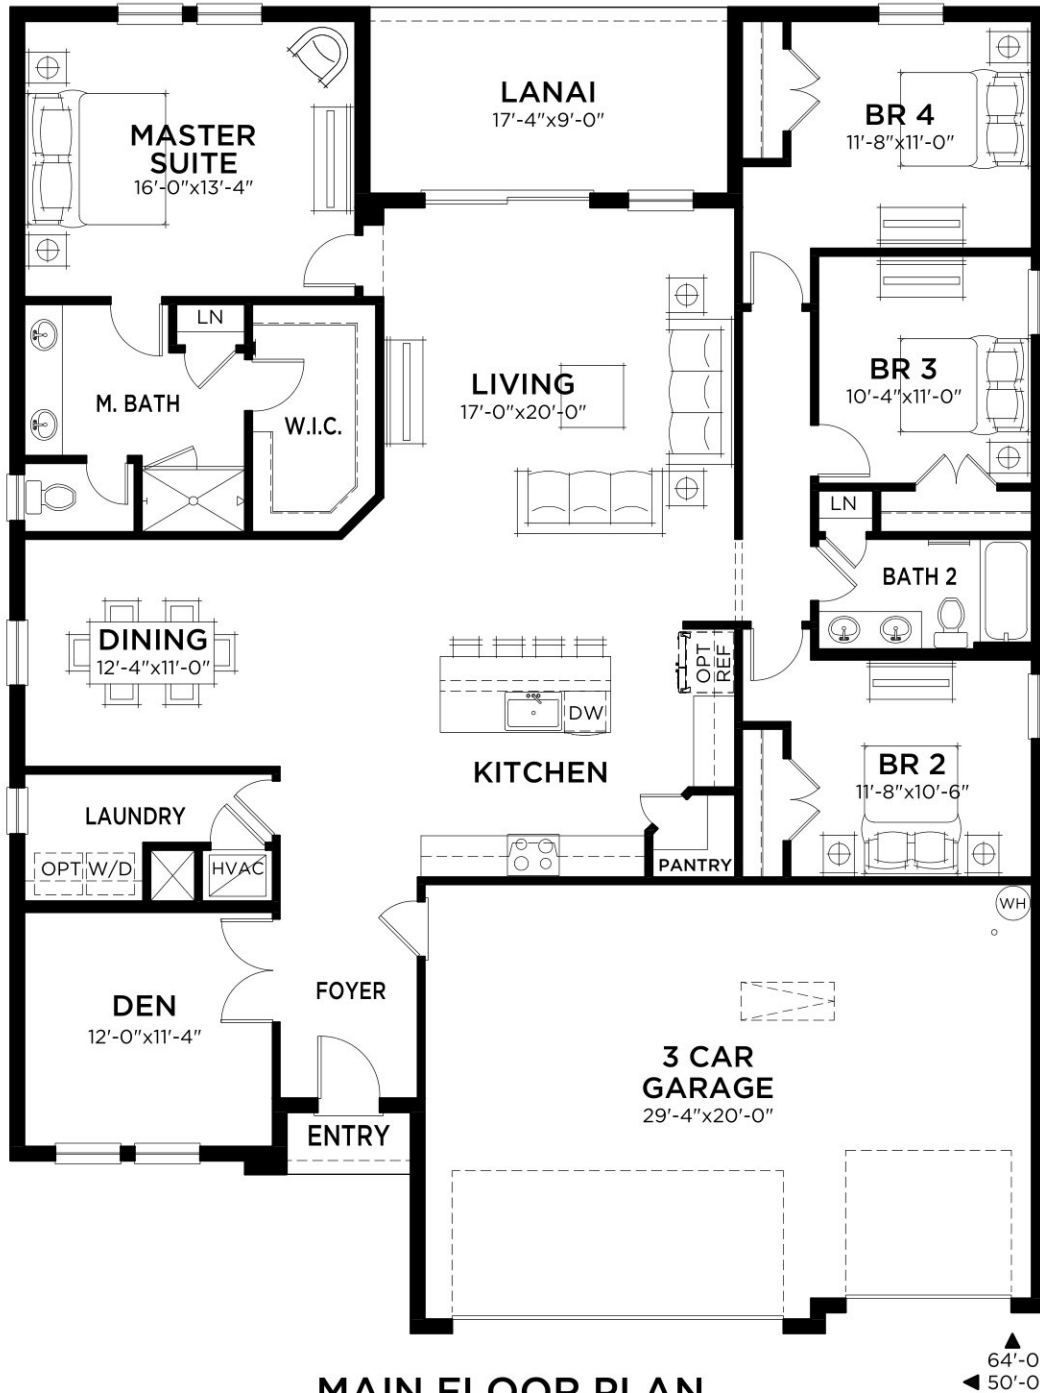 MASTER
SUITE
16'-0"x13'-4"
LANAI
17'-4"x9'-0"
BR 4
11'-8"x11'-0"
LN
M. BATH
W.I.C.
LIVING
17'-0"x20'-0"
BR 3
10'-4"x11'-0"
LN
BATH 2
DINING
12'-4"x11'-0"
OPT
REF
DW
KITCHEN
BR 2
11'-8"x10'-6"
LAUNDRY
OPT W/D
HVAC
PANTRY
WH
DEN
12'-0"x11'-4"
FOYER
3 CAR
GARAGE
29'-4"x20'-0"
ENTRY
64'-0
50'-0
MAIN FLOOR PLAN